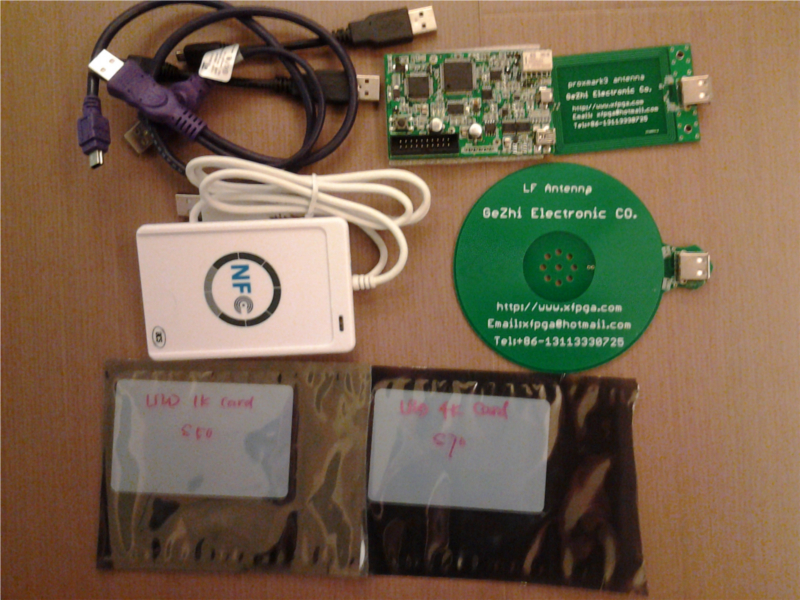 proxmark3 antenna
GeZhi Electronic Co.
http://www.xfpga.com
Email: xfpga@hotmail.com
Tel:+86-13113330725
LF Antenna
GeZhi Electronic CO.
http://www.xfpga.com
Email:xfpga@hotmail.com
Tel:+86-13113330725
NFC
UID 1K Card
S50
4K Card
S70